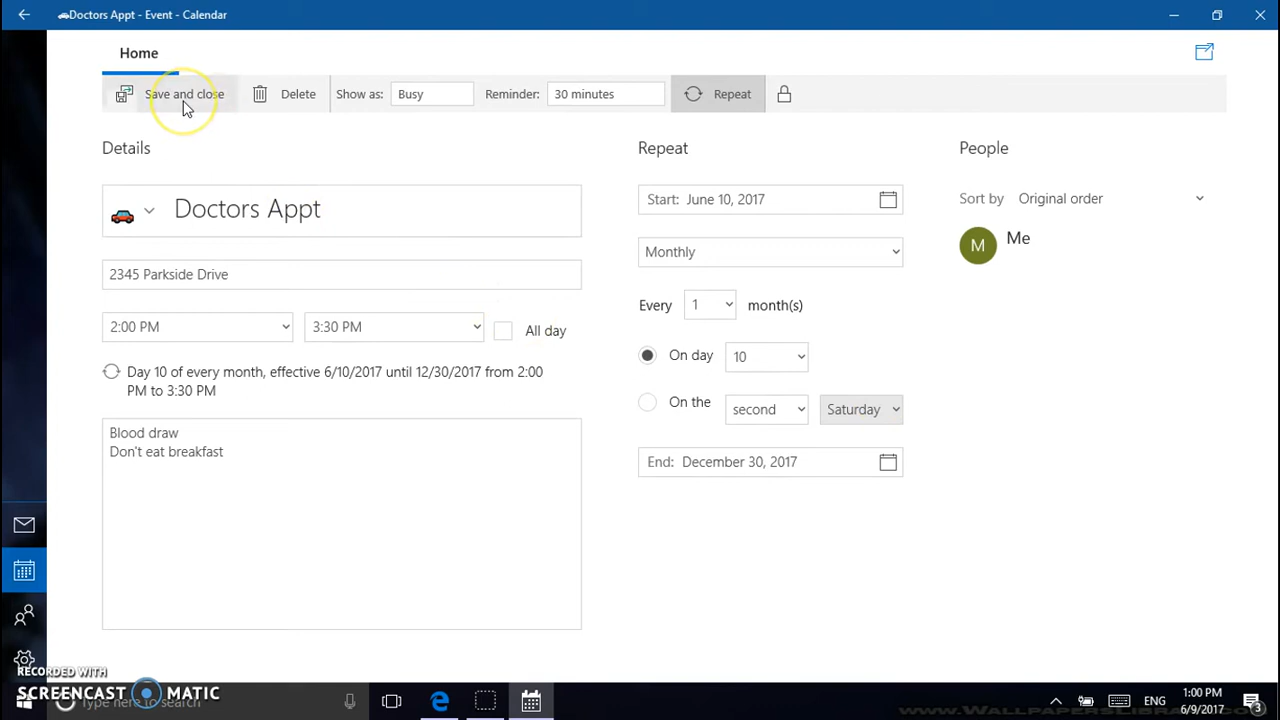 Doctors Appt - Event - Calendar
Home
Save and close Delete Show as: Busy Reminder: 30 minutes Repeat
Details Repeat People
Doctors Appt
Start: June 10, 2017
Sort by Original order
M Me
Monthly
2345 Parkside Drive
Every 1 month(s)
2:00 PM 3:30 PM All day
On day 10
Day 10 of every month, effective 6/10/2017 until 12/30/2017 from 2:00
PM to 3:30 PM
On the second Saturday
Blood draw
Don't eat breakfast
End: December 30, 2017
RECORDED WITH
SCREENCAST MATIC
Type here to search
ENG
1:00 PM
6/9/2017
3
www.WallpapersLibrary.com